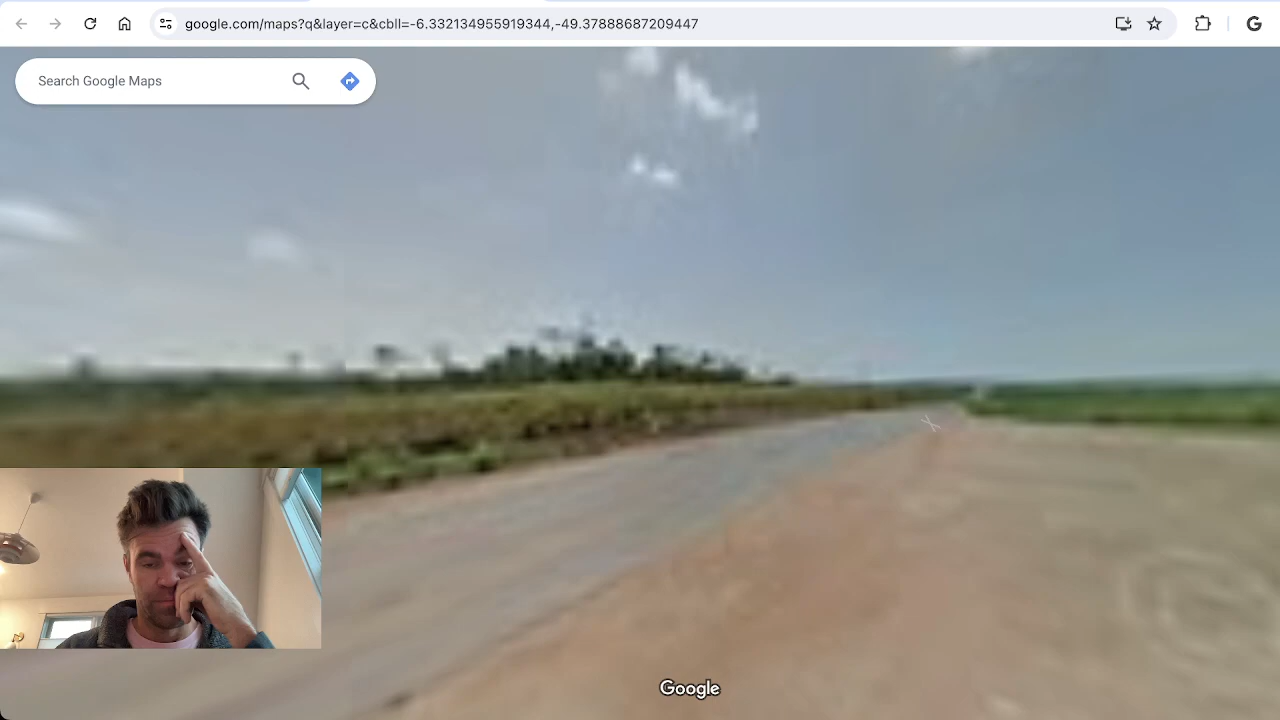 google.com/maps?q&layer=c&cbll=-6.332134955919344,-49.37888687209447
Search Google Maps
Google